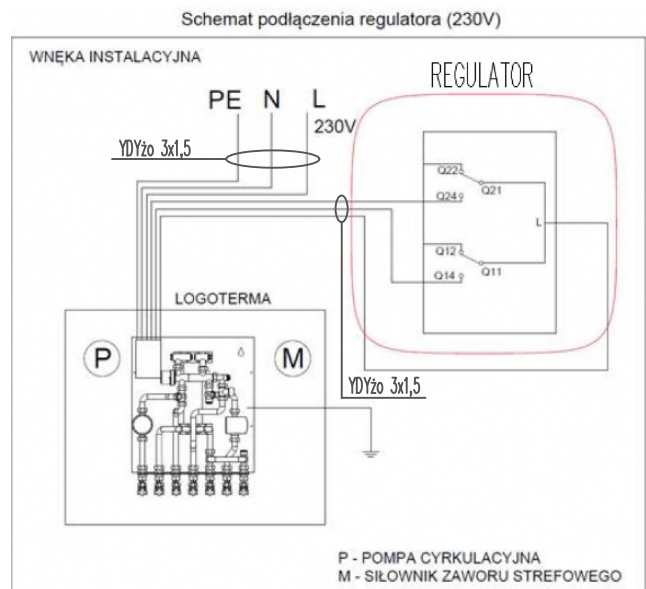 Schemat podłączenia regulatora (230V)
WNĘKA INSTALACYJNA
REGULATOR
PE N L
230V
YDYżo 3x1,5
Q22
Q21
Q24
L
Q12
Q11
Q14
LOGOTERMA
P
M
YDYżo 3x1,5
P - POMPA CYRKULACYJNA
M - SIŁOWNIK ZAWORU STREFOWEGO